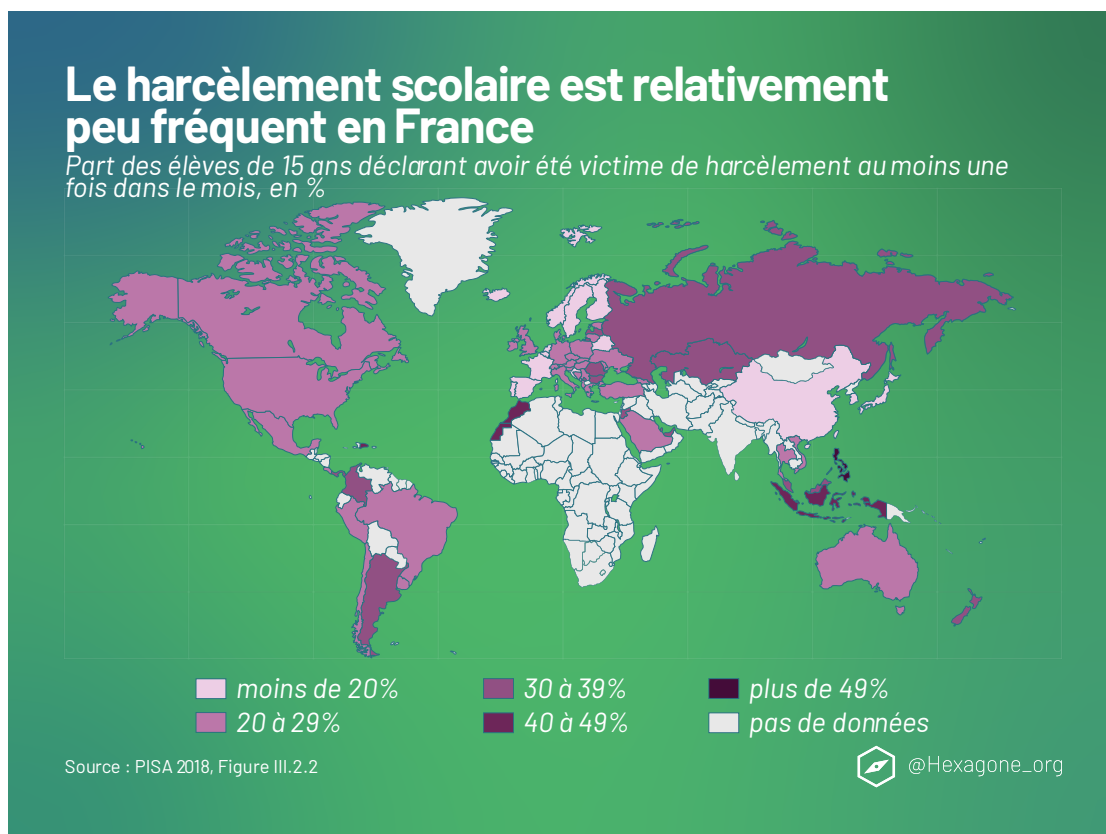 Le harcèlement scolaire est relativement
peu fréquent en France
Part des élèves de 15 ans déclarant avoir été victime de harcèlement au moins une
fois dans le mois, en %
moins de 20%
30 à 39%
plus de 49%
20 à 29%
40 à 49%
pas de données
Source : PISA 2018, Figure III.2.2
@Hexagone_org